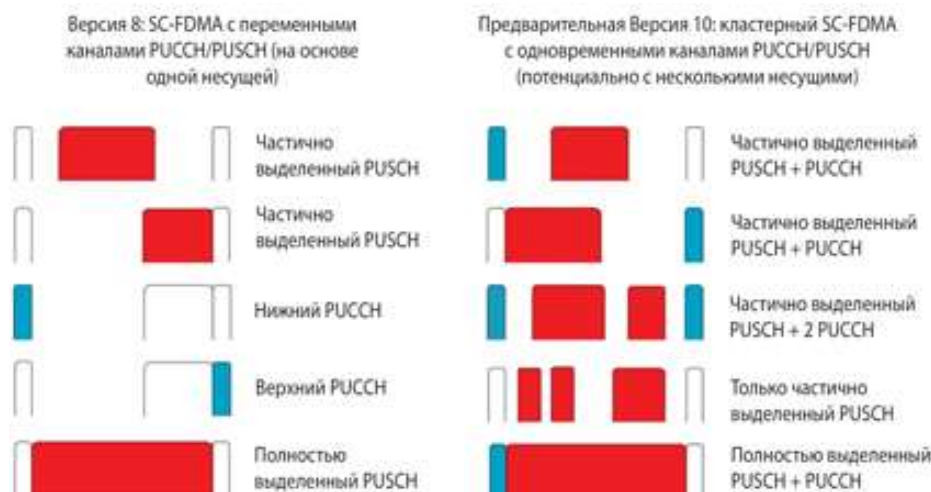 Версия 8: SC-FDMA с переменными
каналами PUCCH/PUSCH (на основе
одной несущей)
Предварительная Версия 10: кластерный SC-FDMA
с одновременными каналами PUCCH/PUSCH
(потенциально с несколькими несущими)
Частично
выделенный PUSCH
Частично
выделенный PUSCH
Нижний PUCCH
Верхний PUCCH
Полностью
выделенный PUSCH
Частично выделенный
PUSCH + PUCCH
Частично выделенный
PUSCH + PUCCH
Частично выделенный
PUSCH + 2 PUCCH
Только частично
выделенный PUSCH
Полностью выделенный
PUSCH + PUCCH